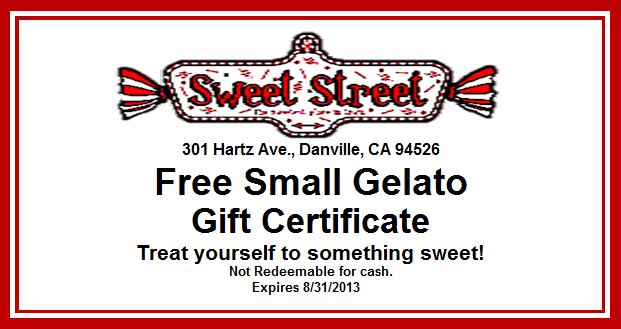 Sweet Street
301 Hartz Ave., Danville, CA 94526
Free Small Gelato
Gift Certificate
Treat yourself to something sweet!
Not Redeemable for cash.
Expires 8/31/2013